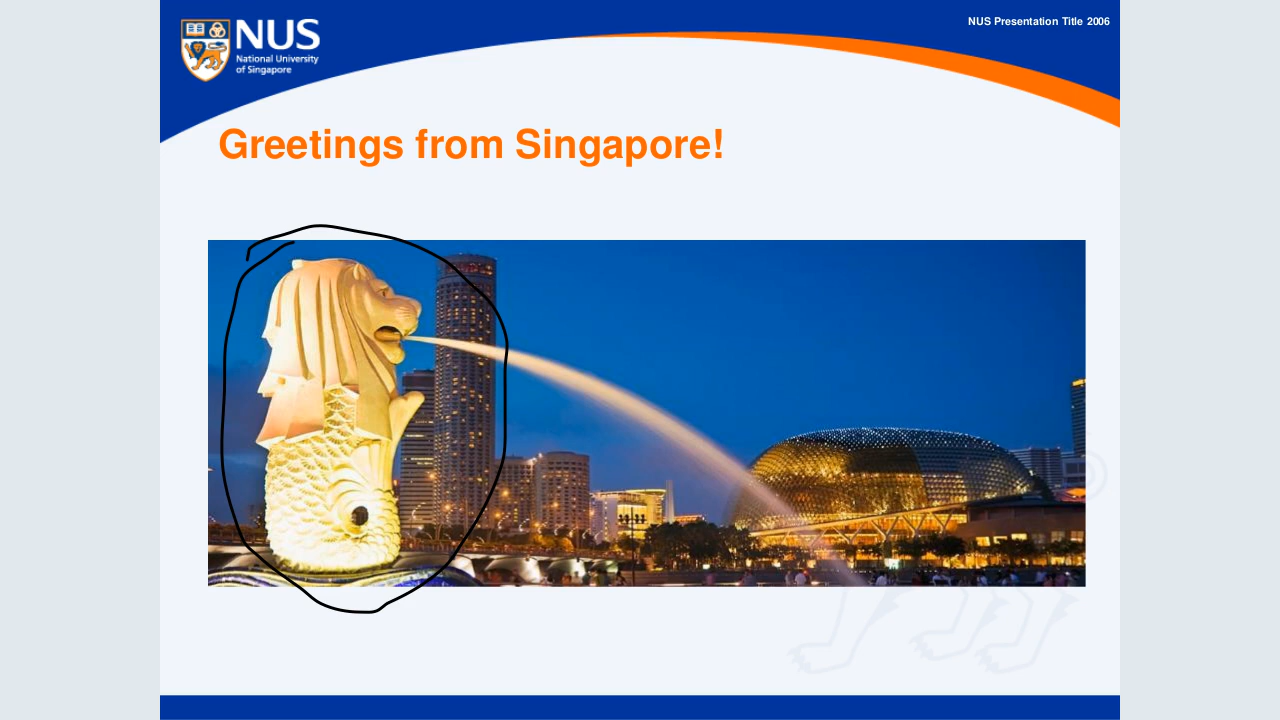 NUS
National University
of Singapore
NUS Presentation Title 2006
Greetings from Singapore!